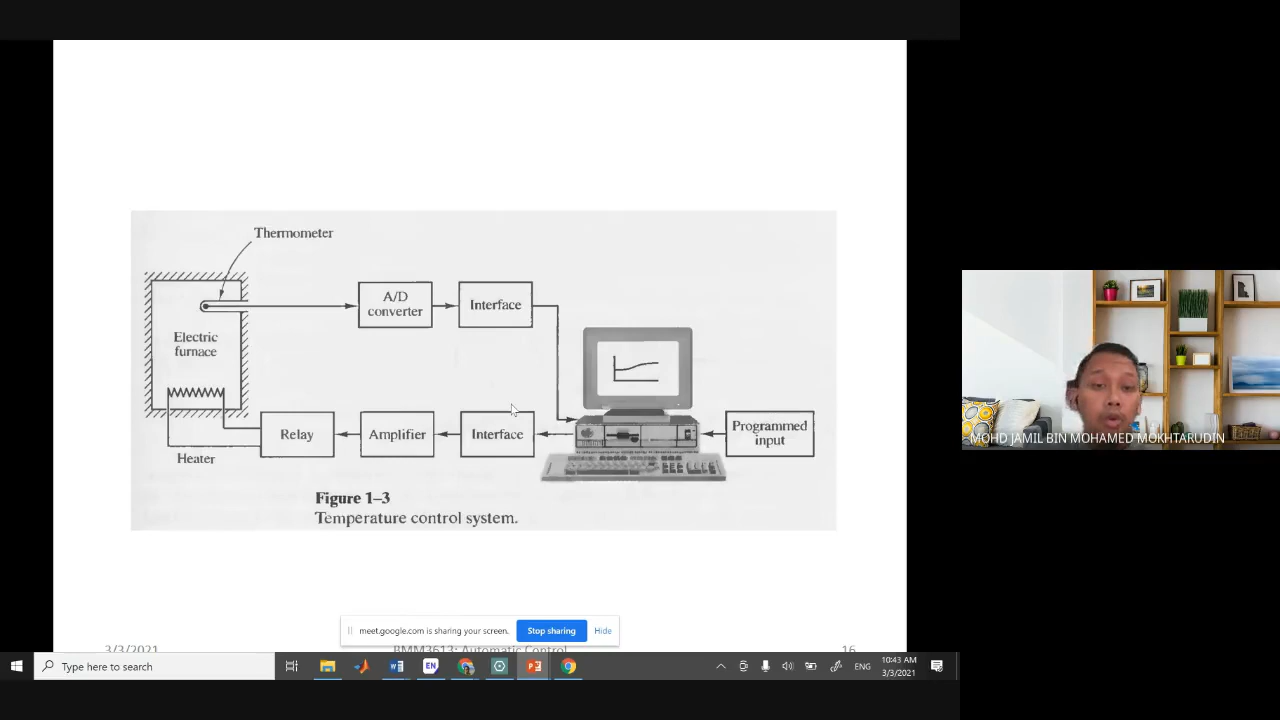 Thermometer
A/D
converter
Interface
Electric
furnace
Relay
Amplifier
Interface
Programmed
input
Heater
Figure 1–3
Temperature control system.
MOHD JAMIL BIN MOHAMED MOKHTARUDIN
meet.google.com is sharing your screen.
Stop sharing
Hide
3/3/2021
BMM3613: Automatic Control
16
Type here to search
EN
ENG
10:43 AM
3/3/2021